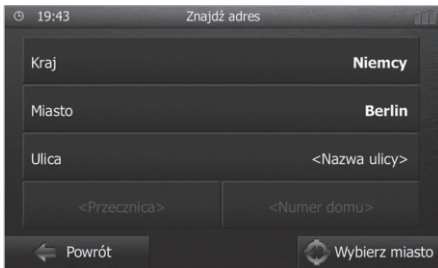 19:43 Znajdź adres
Kraj Niemcy
Miasto Berlin
Ulica <Nazwa ulicy>
<Przecznica> <Numer domu>
Powrót Wybierz miasto